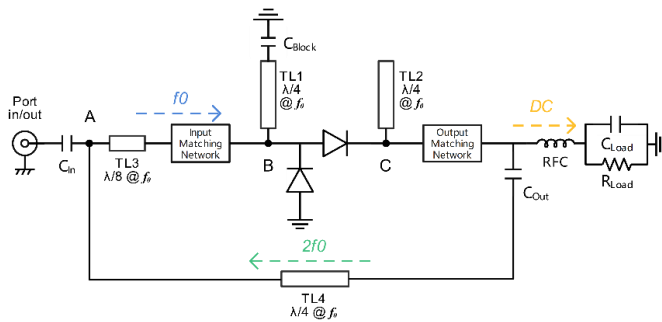 C_Block
Port
in/out
A
f0
TL1
λ/4
@ f₀
TL2
λ/4
@ f₀
DC
Input
Matching
Network
Output
Matching
Network
C_In
TL3
λ/8 @ f₀
B
C
RFC
C_Load
R_Load
C_Out
2f0
TL4
λ/4 @ f₀